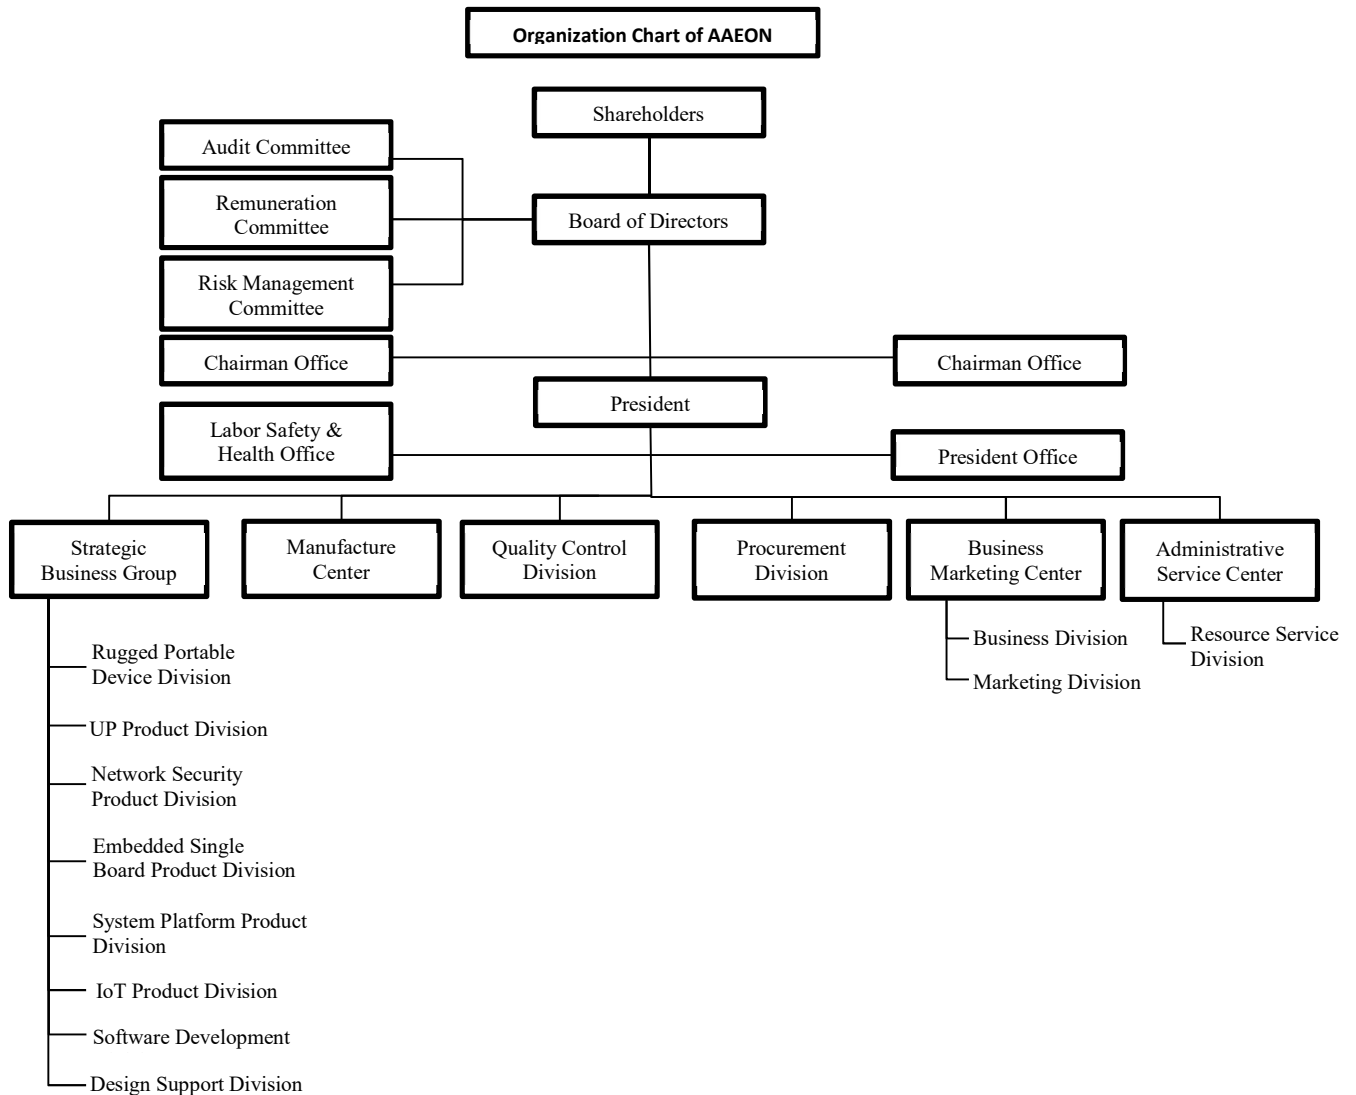 Organization Chart of AAEON
Shareholders
Audit Committee
Remuneration
Committee
Board of Directors
Risk Management
Committee
Chairman Office
Chairman Office
President
Labor Safety &
Health Office
President Office
Strategic
Business Group
Manufacture
Center
Quality Control
Division
Procurement
Division
Business
Marketing Center
Administrative
Service Center
Rugged Portable
Device Division
UP Product Division
Network Security
Product Division
Embedded Single
Board Product Division
System Platform Product
Division
IoT Product Division
Software Development
Design Support Division
Business Division
Marketing Division
Resource Service
Division